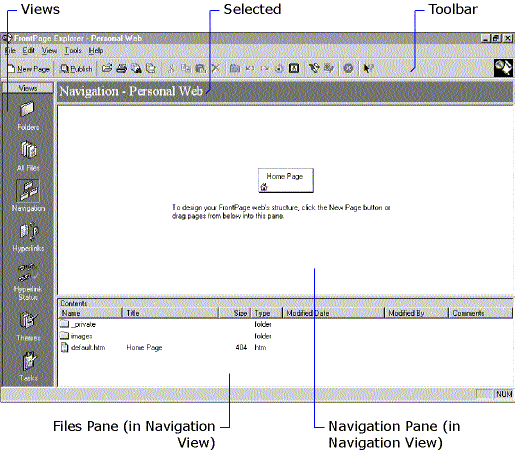 Views
Selected
Toolbar
FrontPage Explorer - Personal Web
File Edit View Tools Help
New Page Publish
Views
Navigation - Personal Web
Folders
All Files
Navigation
Hyperlinks
Hyperlink
Status
Themes
Tasks
Home Page
To design your FrontPage web's structure, click the New Page button or
drag pages from below into this pane.
Contents
Name Title Size Type Modified Date Modified By Comments
_private folder
images folder
default.htm Home Page 404 htm
NUM
Files Pane (in Navigation
View)
Navigation Pane (in
Navigation View)